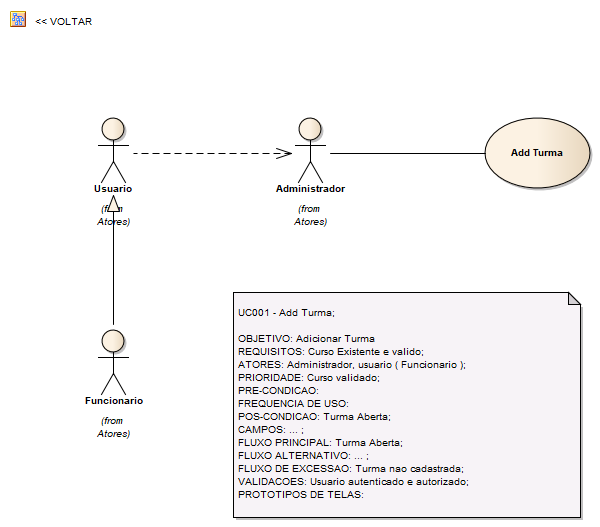 << VOLTAR
Usuario
(from
Atores)
Administrador
(from
Atores)
Add Turma
Funcionario
(from
Atores)
UC001 - Add Turma;
OBJETIVO: Adicionar Turma
REQUISITOS: Curso Existente e valido;
ATORES: Administrador, usuario ( Funcionario );
PRIORIDADE: Curso validado;
PRE-CONDICAO:
FREQUENCIA DE USO:
POS-CONDICAO: Turma Aberta;
CAMPOS: ... ;
FLUXO PRINCIPAL: Turma Aberta;
FLUXO ALTERNATIVO: ... ;
FLUXO DE EXCESSAO: Turma nao cadastrada;
VALIDACOES: Usuario autenticado e autorizado;
PROTOTIPOS DE TELAS: